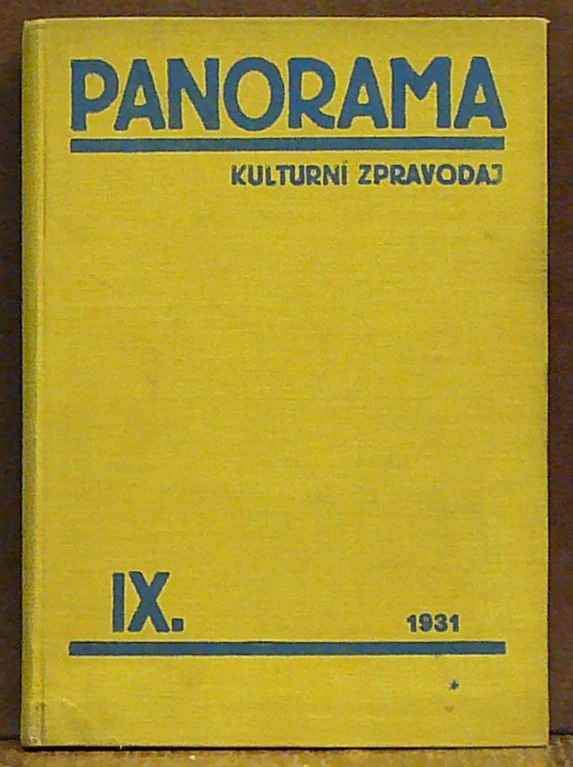 PANORAMA
KULTURNÍ ZPRAVODAJ
IX.
1931